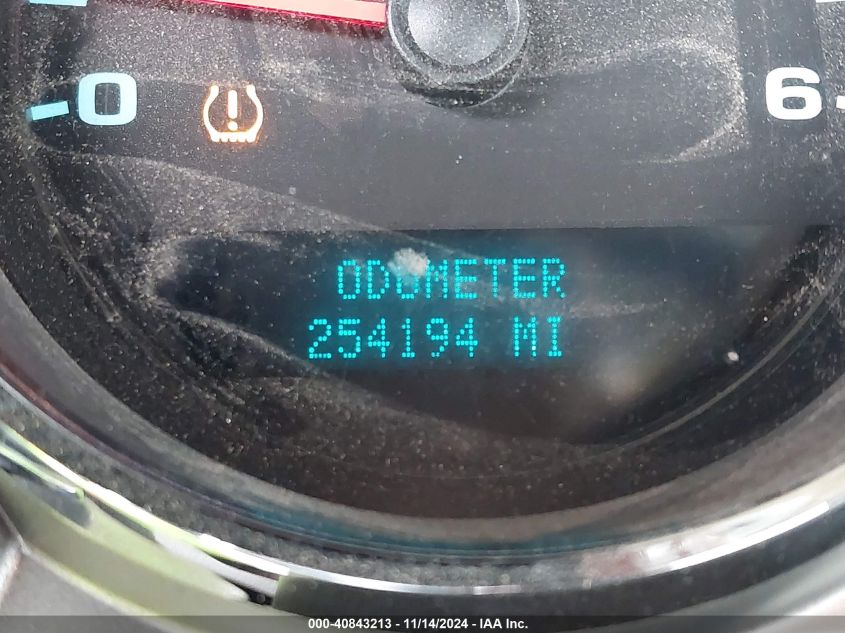 0
6
ODOMETER
254194 MI
000-40843213 - 11/14/2024 - IAA Inc.